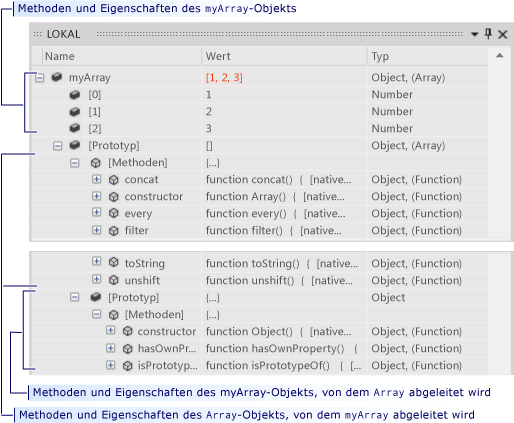 Methoden und Eigenschaften des myArray-Objekts
LOKAL
Name Wert Typ
myArray [1, 2, 3] Object, (Array)
[0] 1 Number
[1] 2 Number
[2] 3 Number
[Prototyp] [] Object, (Array)
[Methoden] {...}
concat function concat() { [native... Object, (Function)
constructor function Array() { [native... Object, (Function)
every function every() { [native... Object, (Function)
filter function filter() { [native... Object, (Function)
toString function toString() { [native... Object, (Function)
unshift function unshift() { [native... Object, (Function)
[Prototyp] {...} Object
[Methoden] {...}
constructor function Object() { [native... Object, (Function)
hasOwnPr... function hasOwnProperty() { Object, (Function)
isPrototyp... function isPrototypeOf() { [... Object, (Function)
Methoden und Eigenschaften des myArray-Objekts, von dem Array abgeleitet wird
Methoden und Eigenschaften des Array-Objekts, von dem myArray abgeleitet wird